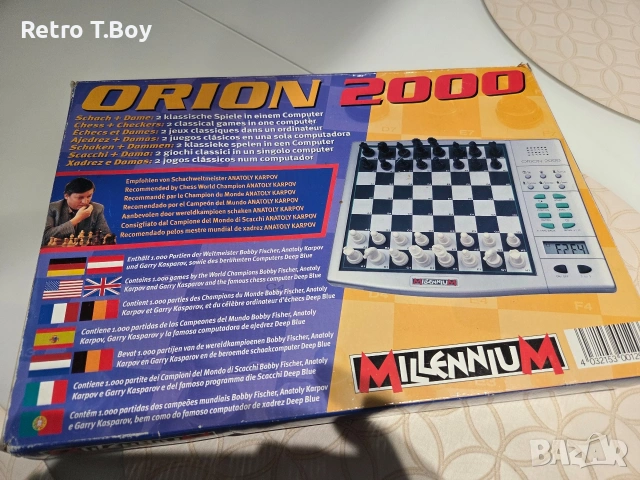 Retro T.Boy
ORION 2000
Schach + Dame: 2 klassische Spiele in einem Computer
Chess + Checkers: 2 classical games in one computer
Échecs et Dames: 2 jeux classiques dans un ordinateur
Ajedrez + Damas: 2 juegos clásicos en una sola computadora
Schaken + Dammen: 2 klassieke spelen in een Computer
Scacchi + Dama: 2 giochi classici in un singolo computer
Xadrez e Damas: 2 jogos clássicos num computador
Empfohlen von Schachweltmeister ANATOLY KARPOV
Recommended by Chess World Champion ANATOLY KARPOV
Recommandé par le Champion du Monde ANATOLY KARPOV
Recomendado por el Campeón del Mundo ANATOLY KARPOV
Aanbevolen door wereldkampioen schaken ANATOLY KARPOV
Consigliato dal Campione del Mondo di Scacchi ANATOLY KARPOV
Recomendado pelo mestre mundial de xadrez ANATOLY KARPOV
Enthält 1.000 Partien der Weltmeister Bobby Fischer, Anatoly Karpov
und Garry Kasparov, sowie des berühmten Computers Deep Blue
Contains 1.000 games by the World Champions Bobby Fischer, Anatoly
Karpov and Garry Kasparov and the famous chess computer Deep Blue
Contient 1.000 parties des Champions du Monde Bobby Fischer, Anatoly
Karpov et Garry Kasparov, et du célèbre ordinateur d'échecs Deep Blue
Contiene 1.000 partidas de los Campeones del Mundo Bobby Fisher, Anatoly
Karpov y Garry Kasparov y la famosa computadora de ajedrez Deep Blue
Bevat 1.000 partijen van de wereldkampioenen Bobby Fischer, Anatoly
Karpov en Garry Kasparov en de beroemde schaakcomputer Deep Blue
Contiene 1.000 partite dei Campioni del Mondo di Scacchi Bobby Fischer, Anatoly
Karpov e Garry Kasparov e del famoso programma die Scacchi Deep Blue
Contém 1.000 partidas dos campeões mundiais Bobby Fischer, Anatoly Karpov
e Garry Kasparov, bem como do famoso computador de xadrez Deep Blue
ORION 2000
MILLENNIUM
E7
F4
MILLENNIUM
4 032153 001
BAZAR